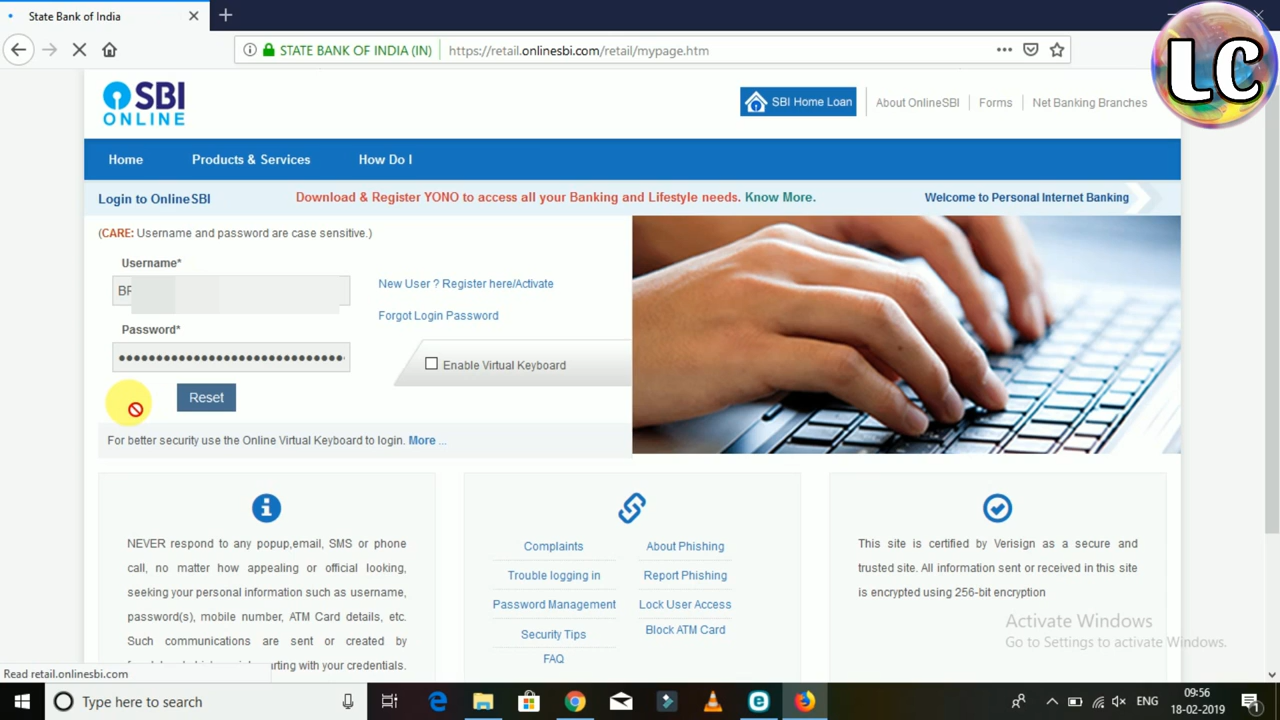 State Bank of India
LC
STATE BANK OF INDIA (IN) https://retail.onlinesbi.com/retail/mypage.htm
SBI
ONLINE
SBI Home Loan
About OnlineSBI
Forms
Net Banking Branches
Home
Products & Services
How Do I
Login to OnlineSBI
Download & Register YONO to access all your Banking and Lifestyle needs. Know More.
Welcome to Personal Internet Banking
(CARE: Username and password are case sensitive.)
Username*
New User ? Register here/Activate
Forgot Login Password
Password*
Enable Virtual Keyboard
Reset
For better security use the Online Virtual Keyboard to login. More ...
NEVER respond to any popup,email, SMS or phone
call, no matter how appealing or official looking,
seeking your personal information such as username,
password(s), mobile number, ATM Card details, etc.
Such communications are sent or created by
arting with your credentials.
Complaints
Trouble logging in
Password Management
Security Tips
FAQ
About Phishing
Report Phishing
Lock User Access
Block ATM Card
This site is certified by Verisign as a secure and
trusted site. All information sent or received in this site
is encrypted using 256-bit encryption
Activate Windows
Go to Settings to activate Windows.
Read retail.onlinesbi.com
Type here to search
ENG
09:56
18-02-2019
1